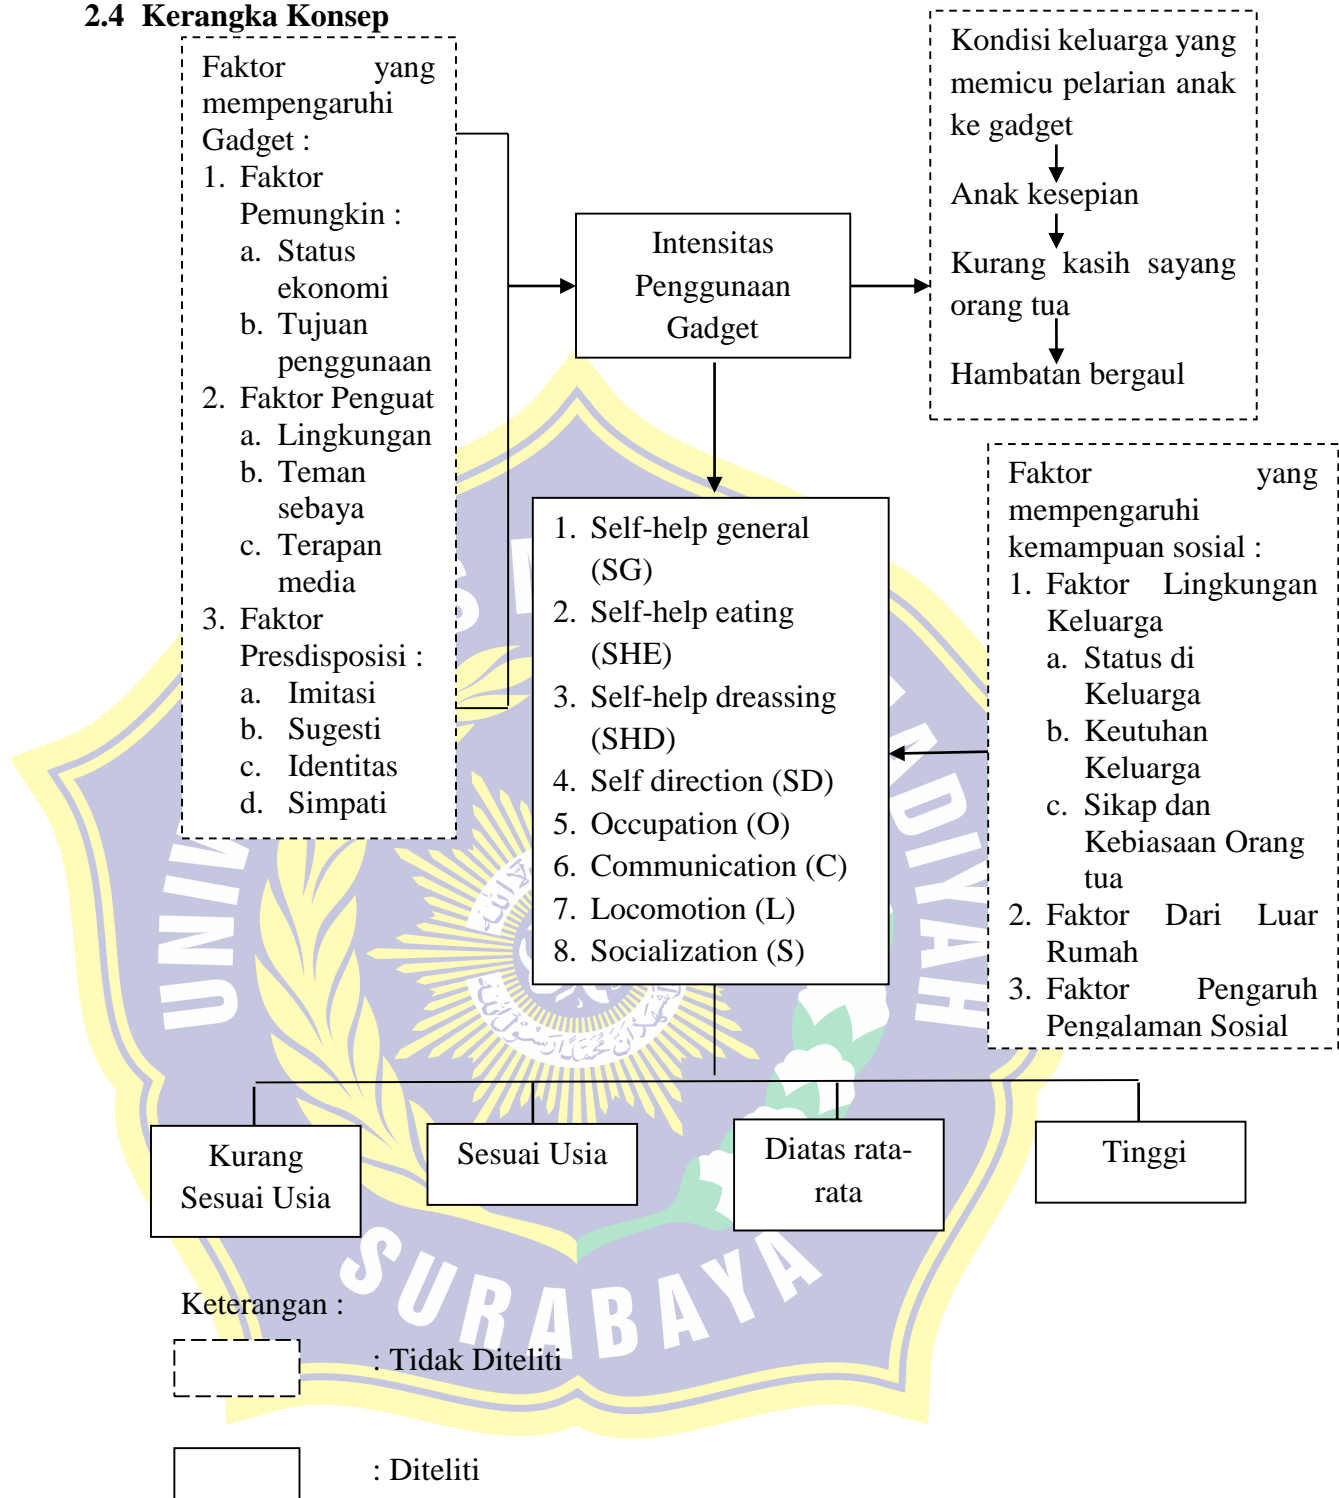 2.4 Kerangka Konsep
Faktor yang
mempengaruhi
Gadget :
1. Faktor
Pemungkin :
a. Status
ekonomi
b. Tujuan
penggunaan
2. Faktor Penguat
a. Lingkungan
b. Teman
sebaya
c. Terapan
media
3. Faktor
Presdisposisi :
a. Imitasi
b. Sugesti
c. Identitas
d. Simpati
Intensitas
Penggunaan
Gadget
Kondisi keluarga yang
memicu pelarian anak
ke gadget
Anak kesepian
Kurang kasih sayang
orang tua
Hambatan bergaul
1. Self-help general
(SG)
2. Self-help eating
(SHE)
3. Self-help dreassing
(SHD)
4. Self direction (SD)
5. Occupation (O)
6. Communication (C)
7. Locomotion (L)
8. Socialization (S)
Faktor yang
mempengaruhi
kemampuan sosial :
1. Faktor Lingkungan
Keluarga
a. Status di
Keluarga
b. Keutuhan
Keluarga
c. Sikap dan
Kebiasaan Orang
tua
2. Faktor Dari Luar
Rumah
3. Faktor Pengaruh
Pengalaman Sosial
Kurang
Sesuai Usia
Sesuai Usia
Diatas rata-
rata
Tinggi
Keterangan :
: Tidak Diteliti
: Diteliti
SURABAYA